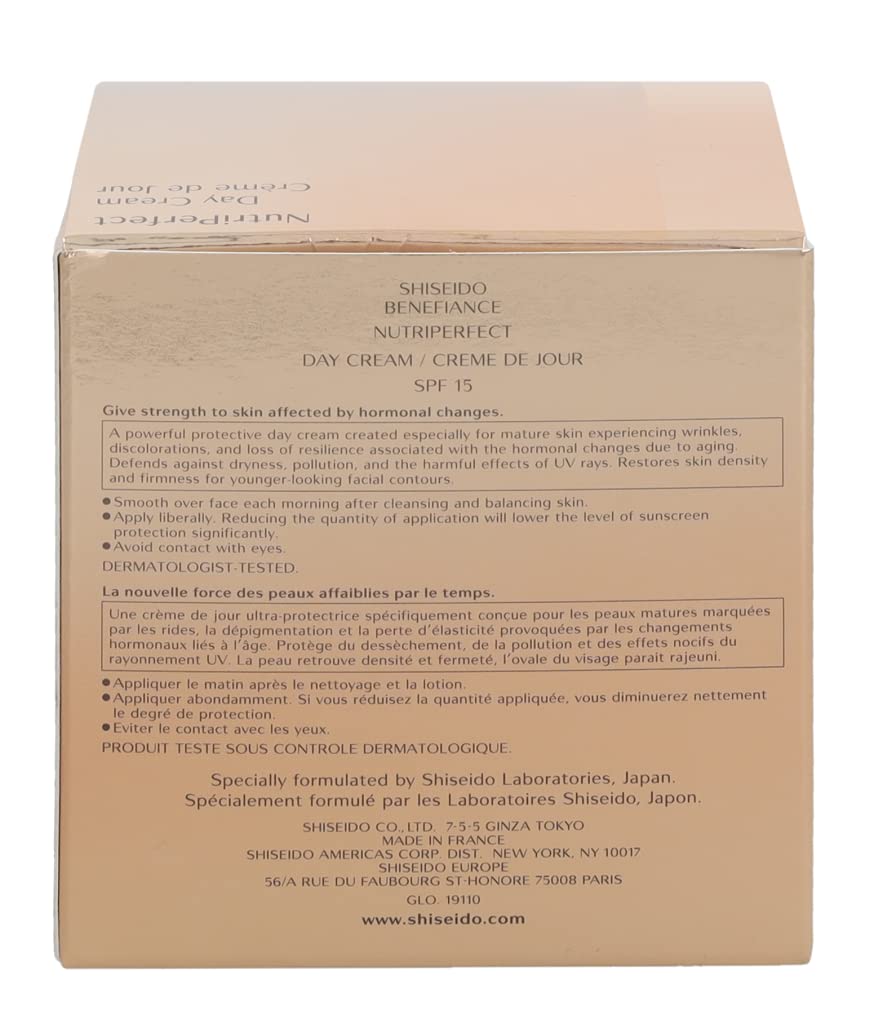 NutriPerfect
Day Cream
Crème de Jour
SHISEIDO
BENEFIANCE
NUTRIPERFECT
DAY CREAM / CREME DE JOUR
SPF 15
Give strength to skin affected by hormonal changes.
A powerful protective day cream created especially for mature skin experiencing wrinkles,
discolorations, and loss of resilience associated with the hormonal changes due to aging.
Defends against dryness, pollution, and the harmful effects of UV rays. Restores skin density
and firmness for younger-looking facial contours.
●Smooth over face each morning after cleansing and balancing skin.
●Apply liberally. Reducing the quantity of application will lower the level of sunscreen
protection significantly.
●Avoid contact with eyes.
DERMATOLOGIST-TESTED.
La nouvelle force des peaux affaiblies par le temps.
Une crème de jour ultra-protectrice spécifiquement conçue pour les peaux matures marquées
par les rides, la dépigmentation et la perte d'élasticité provoquées par les changements
hormonaux liés à l'âge. Protège du dessèchement, de la pollution et des effets nocifs du
rayonnement UV. La peau retrouve densité et fermeté, l'ovale du visage parait rajeuni.
●Appliquer le matin après le nettoyage et la lotion.
●Appliquer abondamment. Si vous réduisez la quantité appliquée, vous diminuerez nettement
le degré de protection.
●Eviter le contact avec les yeux.
PRODUIT TESTE SOUS CONTROLE DERMATOLOGIQUE.
Specially formulated by Shiseido Laboratories, Japan.
Spécialement formulé par les Laboratoires Shiseido, Japon.
SHISEIDO CO., LTD. 7-5-5 GINZA TOKYO
MADE IN FRANCE
SHISEIDO AMERICAS CORP. DIST. NEW YORK, NY 10017
SHISEIDO EUROPE
56/A RUE DU FAUBOURG ST-HONORE 75008 PARIS
GLO. 19110
www.shiseido.com